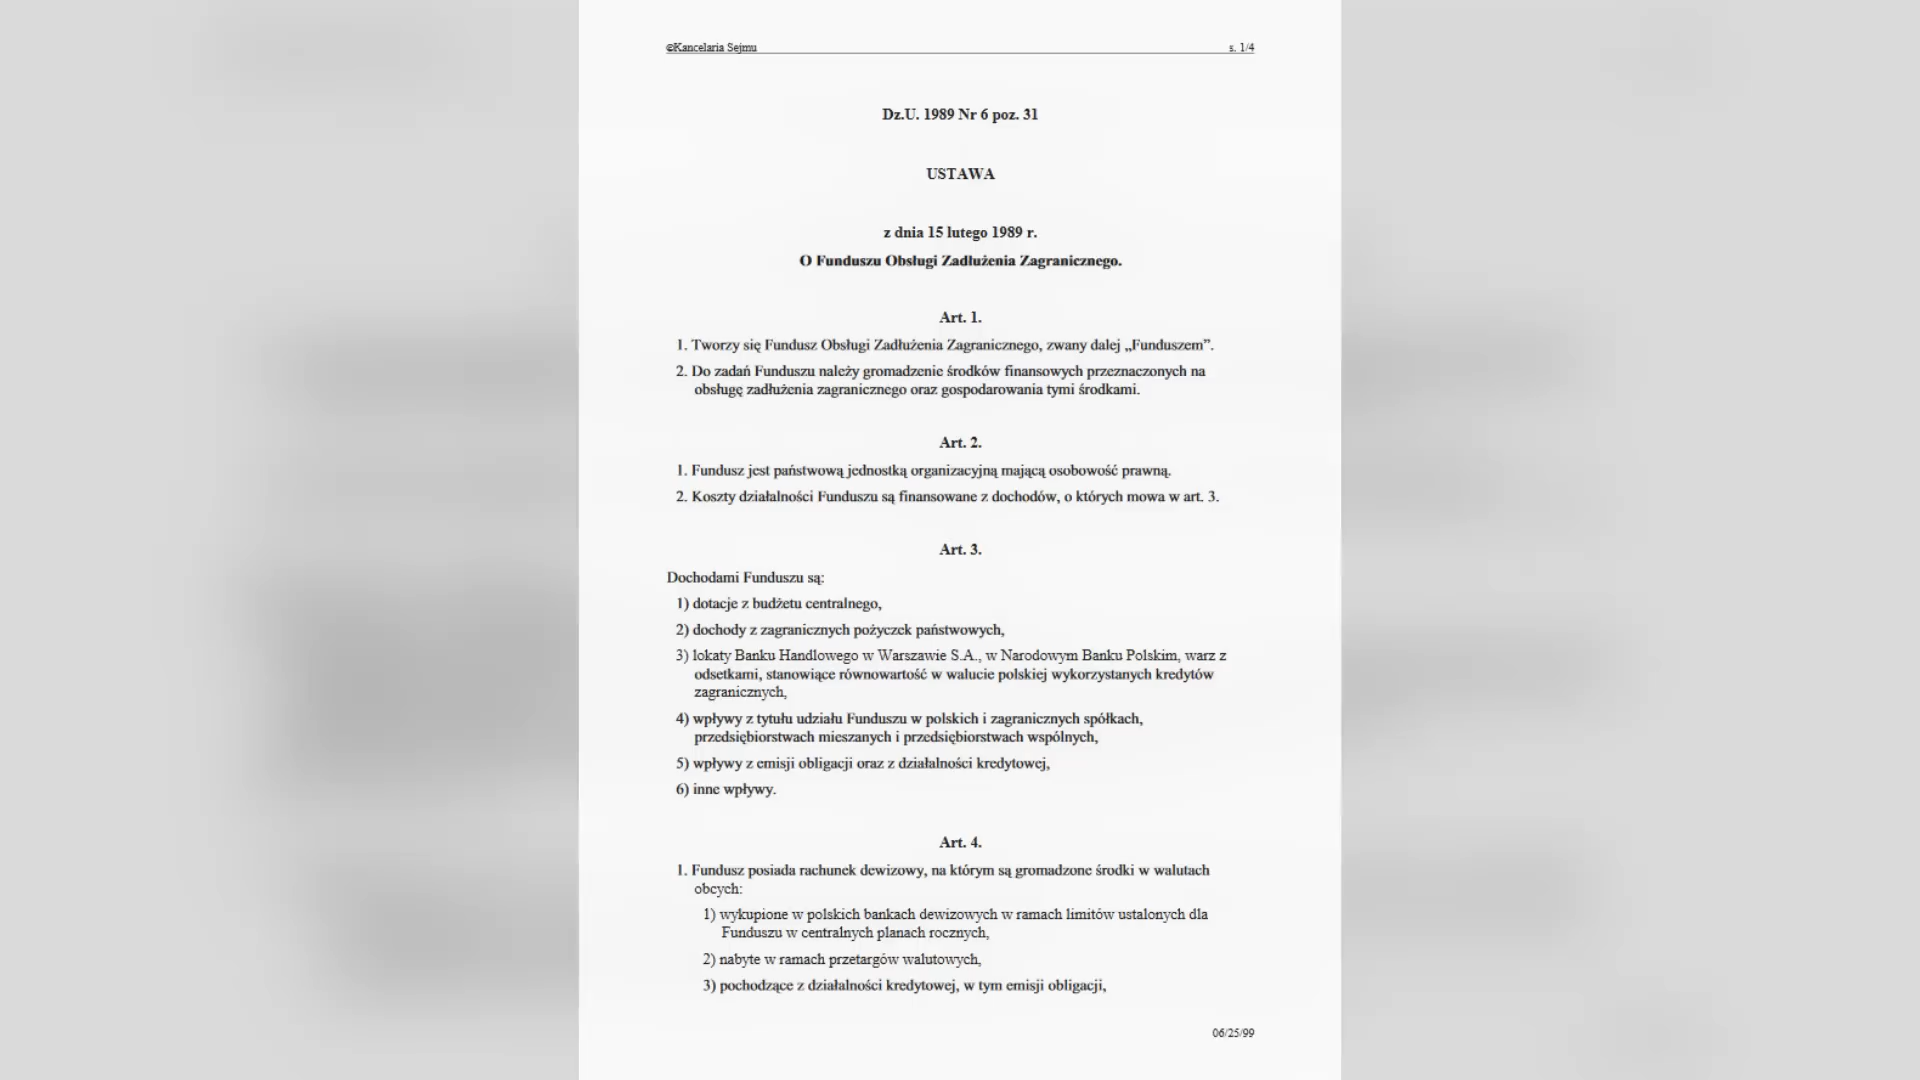 ©Kancelaria Sejmu s. 1/4
Dz.U. 1989 Nr 6 poz. 31
USTAWA
z dnia 15 lutego 1989 r.
O Funduszu Obsługi Zadłużenia Zagranicznego.
Art. 1.
1. Tworzy się Fundusz Obsługi Zadłużenia Zagranicznego, zwany dalej „Funduszem”.
2. Do zadań Funduszu należy gromadzenie środków finansowych przeznaczonych na
obsługę zadłużenia zagranicznego oraz gospodarowania tymi środkami.
Art. 2.
1. Fundusz jest państwową jednostką organizacyjną mającą osobowość prawną.
2. Koszty działalności Funduszu są finansowane z dochodów, o których mowa w art. 3.
Art. 3.
Dochodami Funduszu są:
1) dotacje z budżetu centralnego,
2) dochody z zagranicznych pożyczek państwowych,
3) lokaty Banku Handlowego w Warszawie S.A., w Narodowym Banku Polskim, warz z
odsetkami, stanowiące równowartość w walucie polskiej wykorzystanych kredytów
zagranicznych,
4) wpływy z tytułu udziału Funduszu w polskich i zagranicznych spółkach,
przedsiębiorstwach mieszanych i przedsiębiorstwach wspólnych,
5) wpływy z emisji obligacji oraz z działalności kredytowej,
6) inne wpływy.
Art. 4.
1. Fundusz posiada rachunek dewizowy, na którym są gromadzone środki w walutach
obcych:
1) wykupione w polskich bankach dewizowych w ramach limitów ustalonych dla
Funduszu w centralnych planach rocznych,
2) nabyte w ramach przetargów walutowych,
3) pochodzące z działalności kredytowej, w tym emisji obligacji,
06/25/99